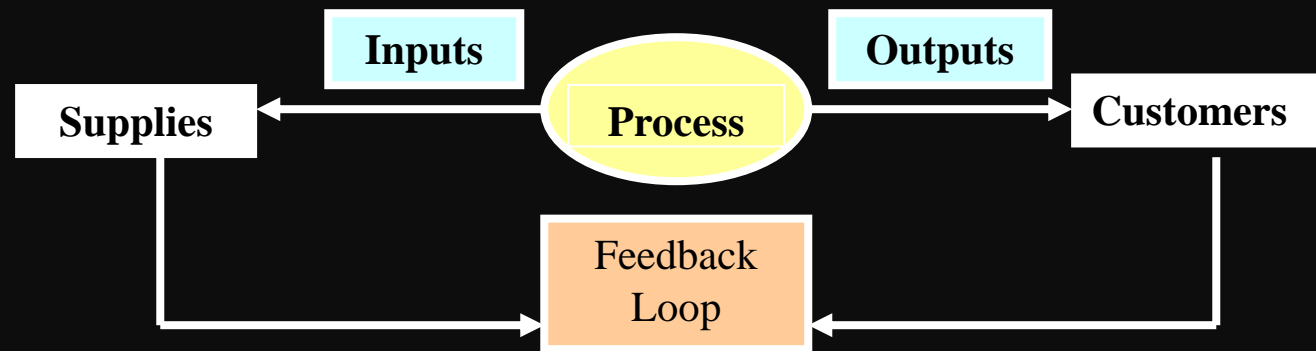 Inputs
Outputs
Supplies
Process
Customers
Feedback
Loop